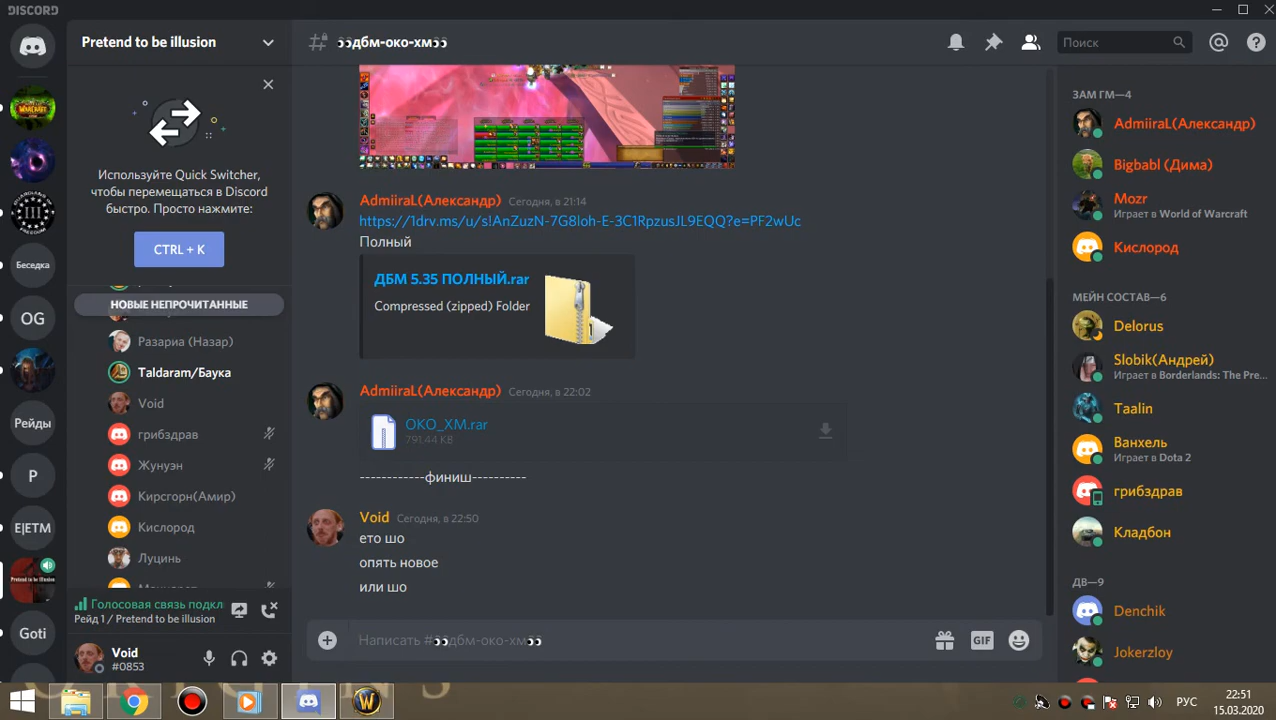 DISCORD
Pretend to be illusion
Используйте Quick Switcher,
чтобы перемещаться в Discord
быстро. Просто нажмите:
CTRL + K
НОВЫЕ НЕПРОЧИТАННЫЕ
Разариа (Назар)
Taldaram/Баука
Void
грибздрав
Жунуэн
Кирсгорн(Амир)
Кислород
Луцинь
Голосовая связь подкл
Рейд 1 / Pretend to be illusion
Void
#0853
Беседка
OG
Рейды
P
E|ETM
Pretend to be Illusion
Goti
👀дбм-око-хм👀
Поиск
AdmiiraL(Александр) Сегодня, в 21:14
https://1drv.ms/u/s!AnZuzN-7G8loh-E-3C1RpzusJL9EQQ?e=PF2wUc
Полный
ДБМ 5.35 ПОЛНЫЙ.rar
Compressed (zipped) Folder
AdmiiraL(Александр) Сегодня, в 22:02
ОКО_ХМ.rar
791.44 KB
------------финиш----------
Void Сегодня, в 22:50
ето шо
опять новое
или шо
Написать #👀дбм-око-хм👀
GIF
ЗАМ ГМ—4
AdmiiraL(Александр)
Bigbabl (Дима)
Mozr
Играет в World of Warcraft
Кислород
МЕЙН СОСТАВ—6
Delorus
Slobik(Андрей)
Играет в Borderlands: The Pre...
Taalin
Ванхель
Играет в Dota 2
грибздрав
Кладбон
ДВ—9
Denchik
Jokerzloy
РУС
22:51
15.03.2020